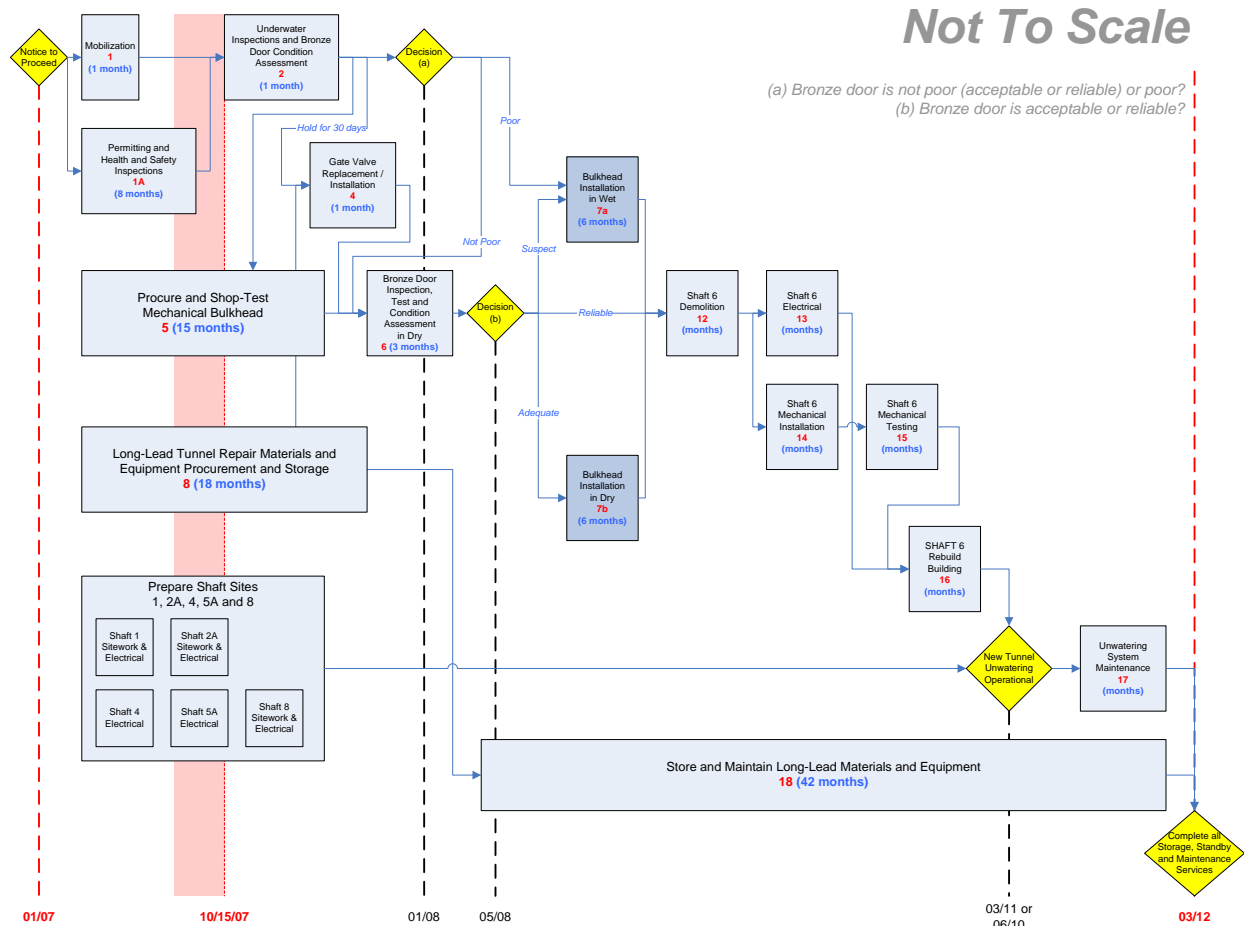 Not To Scale
(a) Bronze door is not poor (acceptable or reliable) or poor?
(b) Bronze door is acceptable or reliable?
Notice to
Proceed
Mobilization
1
(1 month)
Underwater
Inspections and Bronze
Door Condition
Assessment
2
(1 month)
Decision
(a)
Permitting and
Health and Safety
Inspections
1A
(8 months)
Hold for 30 days
Gate Valve
Replacement /
Installation
4
(1 month)
Poor
Not Poor
Bulkhead
Installation
in Wet
7a
(6 months)
Suspect
Procure and Shop-Test
Mechanical Bulkhead
5 (15 months)
Bronze Door
Inspection,
Test and
Condition
Assessment
in Dry
6 (3 months)
Decision
(b)
Reliable
Shaft 6
Demolition
12
(months)
Shaft 6
Electrical
13
(months)
Adequate
Shaft 6
Mechanical
Installation
14
(months)
Shaft 6
Mechanical
Testing
15
(months)
Long-Lead Tunnel Repair Materials and
Equipment Procurement and Storage
8 (18 months)
Bulkhead
Installation
in Dry
7b
(6 months)
SHAFT 6
Rebuild
Building
16
(months)
Prepare Shaft Sites
1, 2A, 4, 5A and 8
Shaft 1
Sitework &
Electrical
Shaft 2A
Sitework &
Electrical
Shaft 4
Electrical
Shaft 5A
Electrical
Shaft 8
Sitework &
Electrical
New Tunnel
Unwatering
Operational
Unwatering
System
Maintenance
17
(months)
Store and Maintain Long-Lead Materials and Equipment
18 (42 months)
Complete all
Storage, Standby
and Maintenance
Services
01/07
10/15/07
01/08
05/08
03/11 or
06/10
03/12